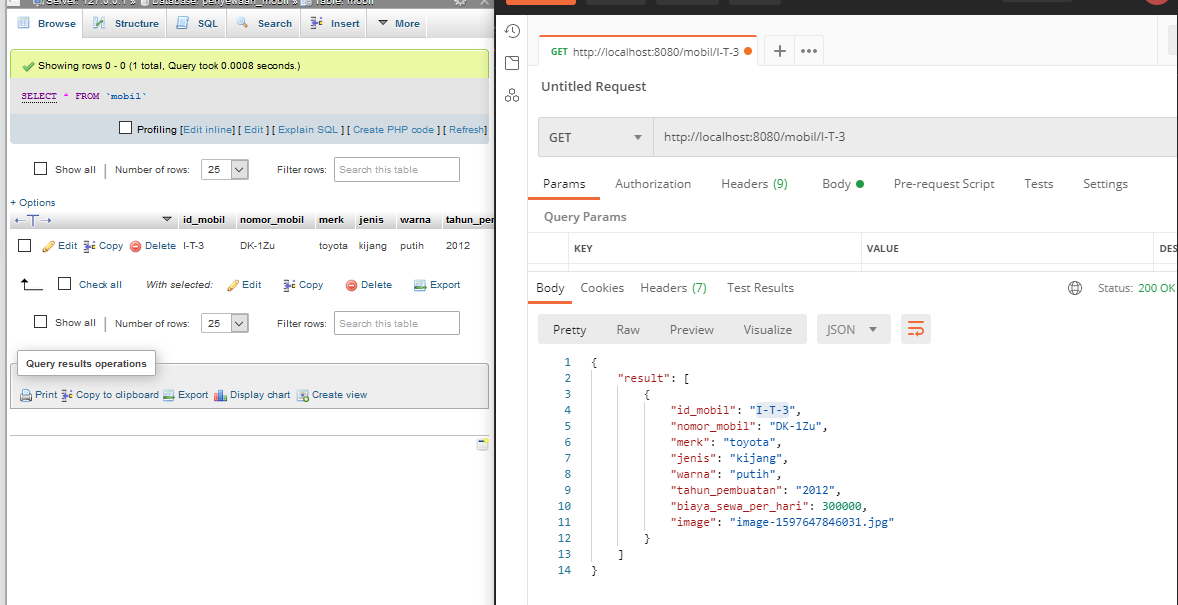 Server: 127.0.0.1 » Database: penyewaan_mobil » Table: mobil
Browse Structure SQL Search Insert More
Showing rows 0 - 0 (1 total, Query took 0.0008 seconds.)
SELECT * FROM `mobil`
Profiling [Edit inline] [ Edit ] [ Explain SQL ] [ Create PHP code ] [ Refresh]
Show all | Number of rows: 25 Filter rows: Search this table
+ Options
←T→ id_mobil nomor_mobil merk jenis warna tahun_per
Edit Copy Delete I-T-3 DK-1Zu toyota kijang putih 2012
Check all With selected: Edit Copy Delete Export
Show all | Number of rows: 25 Filter rows: Search this table
Query results operations
Print Copy to clipboard Export Display chart Create view
GET http://localhost:8080/mobil/I-T-3 + •••
Untitled Request
GET http://localhost:8080/mobil/I-T-3
Params Authorization Headers (9) Body Pre-request Script Tests Settings
Query Params
KEY VALUE DES
Body Cookies Headers (7) Test Results Status: 200 OK
Pretty Raw Preview Visualize JSON
1 {
2 "result": [
3 {
4 "id_mobil": "I-T-3",
5 "nomor_mobil": "DK-1Zu",
6 "merk": "toyota",
7 "jenis": "kijang",
8 "warna": "putih",
9 "tahun_pembuatan": "2012",
10 "biaya_sewa_per_hari": 300000,
11 "image": "image-1597647846031.jpg"
12 }
13 ]
14 }